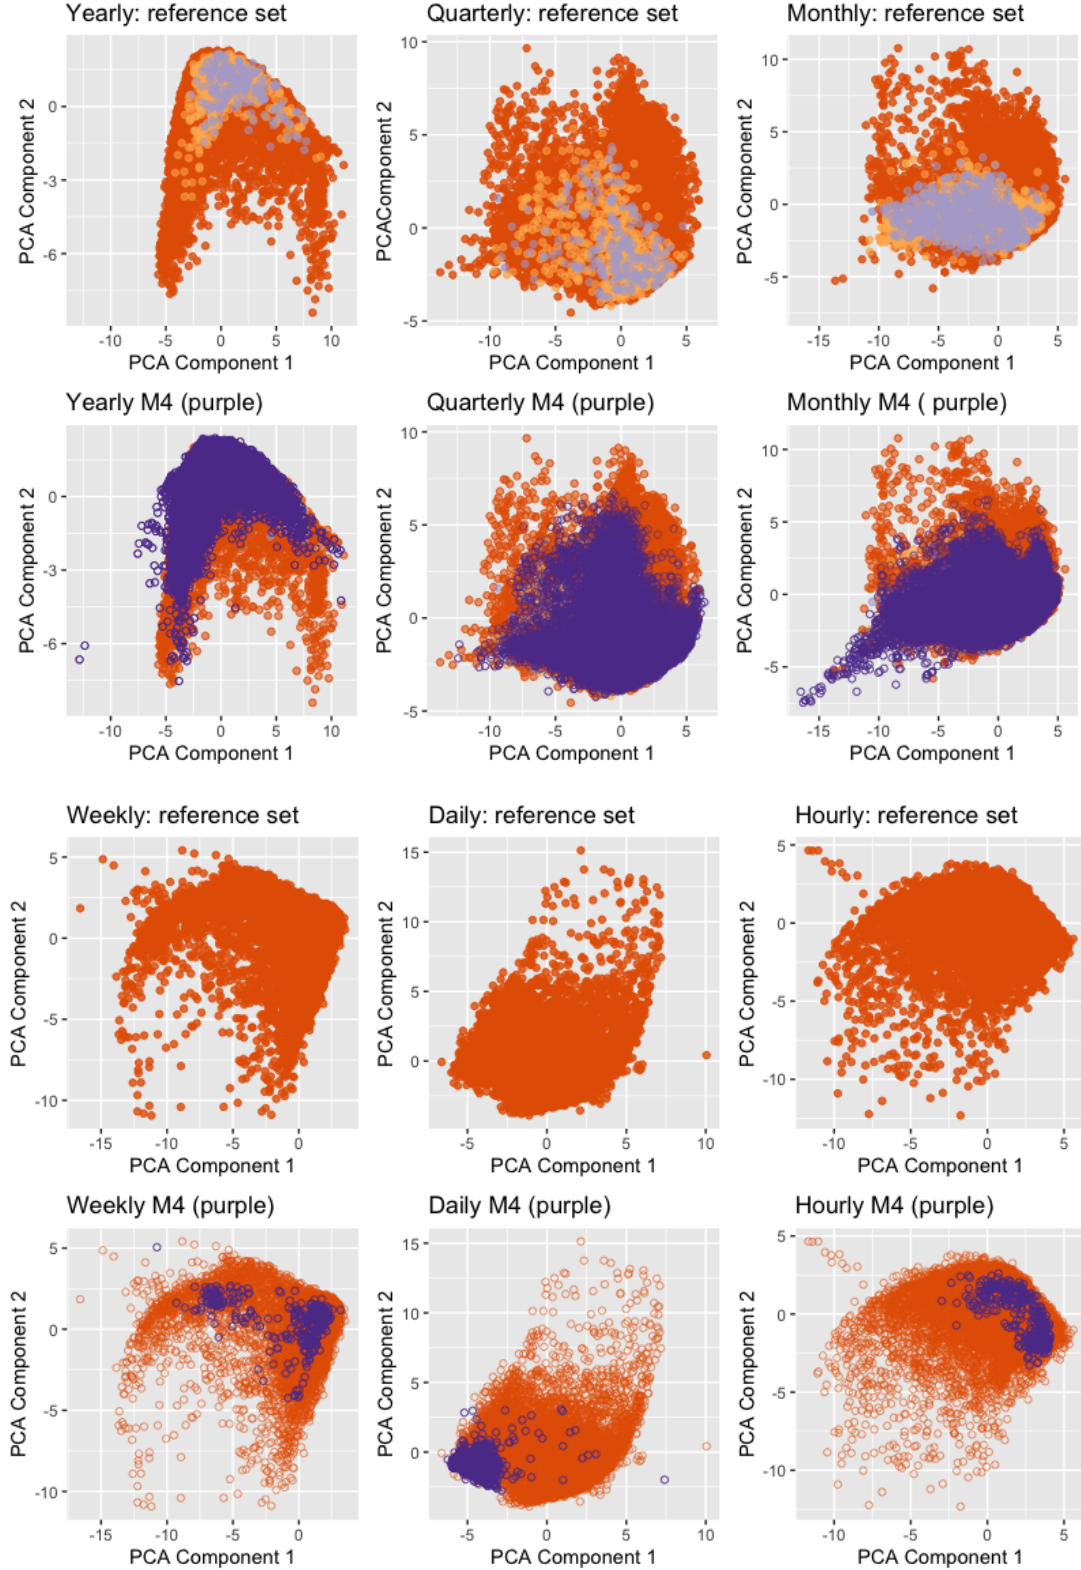 Yearly: reference set
Quarterly: reference set
Monthly: reference set
PCA Component 2
0
-3
-6
-10
-5
0
5
10
PCA Component 1
PCAComponent 2
10
5
0
-5
-10
-5
0
5
PCA Component 1
PCA Component 2
10
5
0
-5
-15
-10
-5
0
5
PCA Component 1
Yearly M4 (purple)
Quarterly M4 (purple)
Monthly M4 ( purple)
PCA Component 2
0
-3
-6
-10
-5
0
5
10
PCA Component 1
PCA Component 2
10
5
0
-5
-10
-5
0
5
PCA Component 1
PCA Component 2
10
5
0
-5
-15
-10
-5
0
5
PCA Component 1
Weekly: reference set
Daily: reference set
Hourly: reference set
PCA Component 2
5
0
-5
-10
-15
-10
-5
0
PCA Component 1
PCA Component 2
15
10
5
0
-5
0
5
10
PCA Component 1
PCA Component 2
5
0
-5
-10
-10
-5
0
5
PCA Component 1
Weekly M4 (purple)
Daily M4 (purple)
Hourly M4 (purple)
PCA Component 2
5
0
-5
-10
-15
-10
-5
0
PCA Component 1
PCA Component 2
15
10
5
0
-5
0
5
10
PCA Component 1
PCA Component 2
5
0
-5
-10
-10
-5
0
5
PCA Component 1